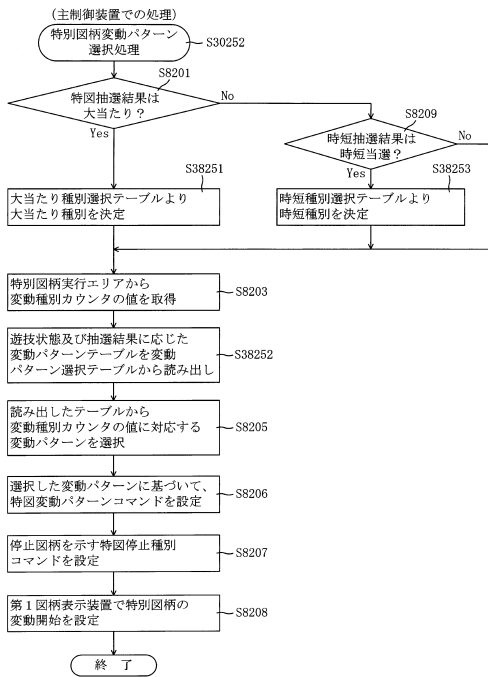 (主制御装置での処理)
特別図柄変動パターン
選択処理
S30252
S8201
特図抽選結果は
大当たり?
No
Yes
S8209
時短抽選結果は
時短当選?
No
Yes
S38251
大当たり種別選択テーブルより
大当たり種別を決定
S38253
時短種別選択テーブルより
時短種別を決定
特別図柄実行エリアから
変動種別カウンタの値を取得
S8203
遊技状態及び抽選結果に応じた
変動パターンテーブルを変動
パターン選択テーブルから読み出し
S38252
読み出したテーブルから
変動種別カウンタの値に対応する
変動パターンを選択
S8205
選択した変動パターンに基づいて、
特図変動パターンコマンドを設定
S8206
停止図柄を示す特図停止種別
コマンドを設定
S8207
第1図柄表示装置で特別図柄の
変動開始を設定
S8208
終 了